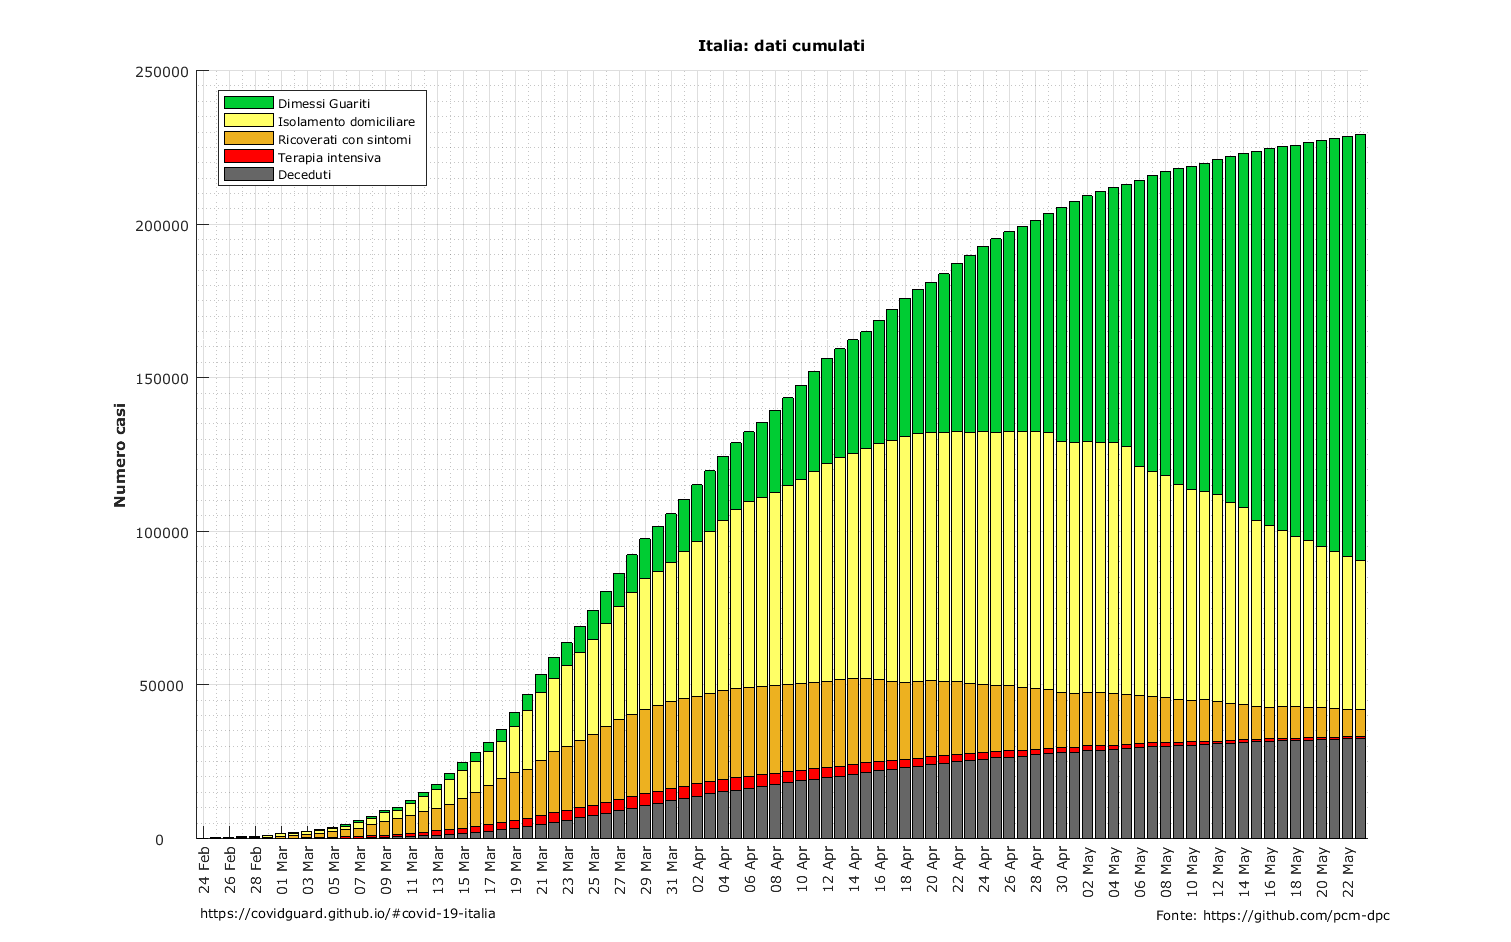 Italia: dati cumulati
250000
200000
150000
100000
50000
0
Numero casi
Dimessi Guariti
Isolamento domiciliare
Ricoverati con sintomi
Terapia intensiva
Deceduti
24 Feb
26 Feb
28 Feb
01 Mar
03 Mar
05 Mar
07 Mar
09 Mar
11 Mar
13 Mar
15 Mar
17 Mar
19 Mar
21 Mar
23 Mar
25 Mar
27 Mar
29 Mar
31 Mar
02 Apr
04 Apr
06 Apr
08 Apr
10 Apr
12 Apr
14 Apr
16 Apr
18 Apr
20 Apr
22 Apr
24 Apr
26 Apr
28 Apr
30 Apr
02 May
04 May
06 May
08 May
10 May
12 May
14 May
16 May
18 May
20 May
22 May
https://covidguard.github.io/#covid-19-italia
Fonte: https://github.com/pcm-dpc